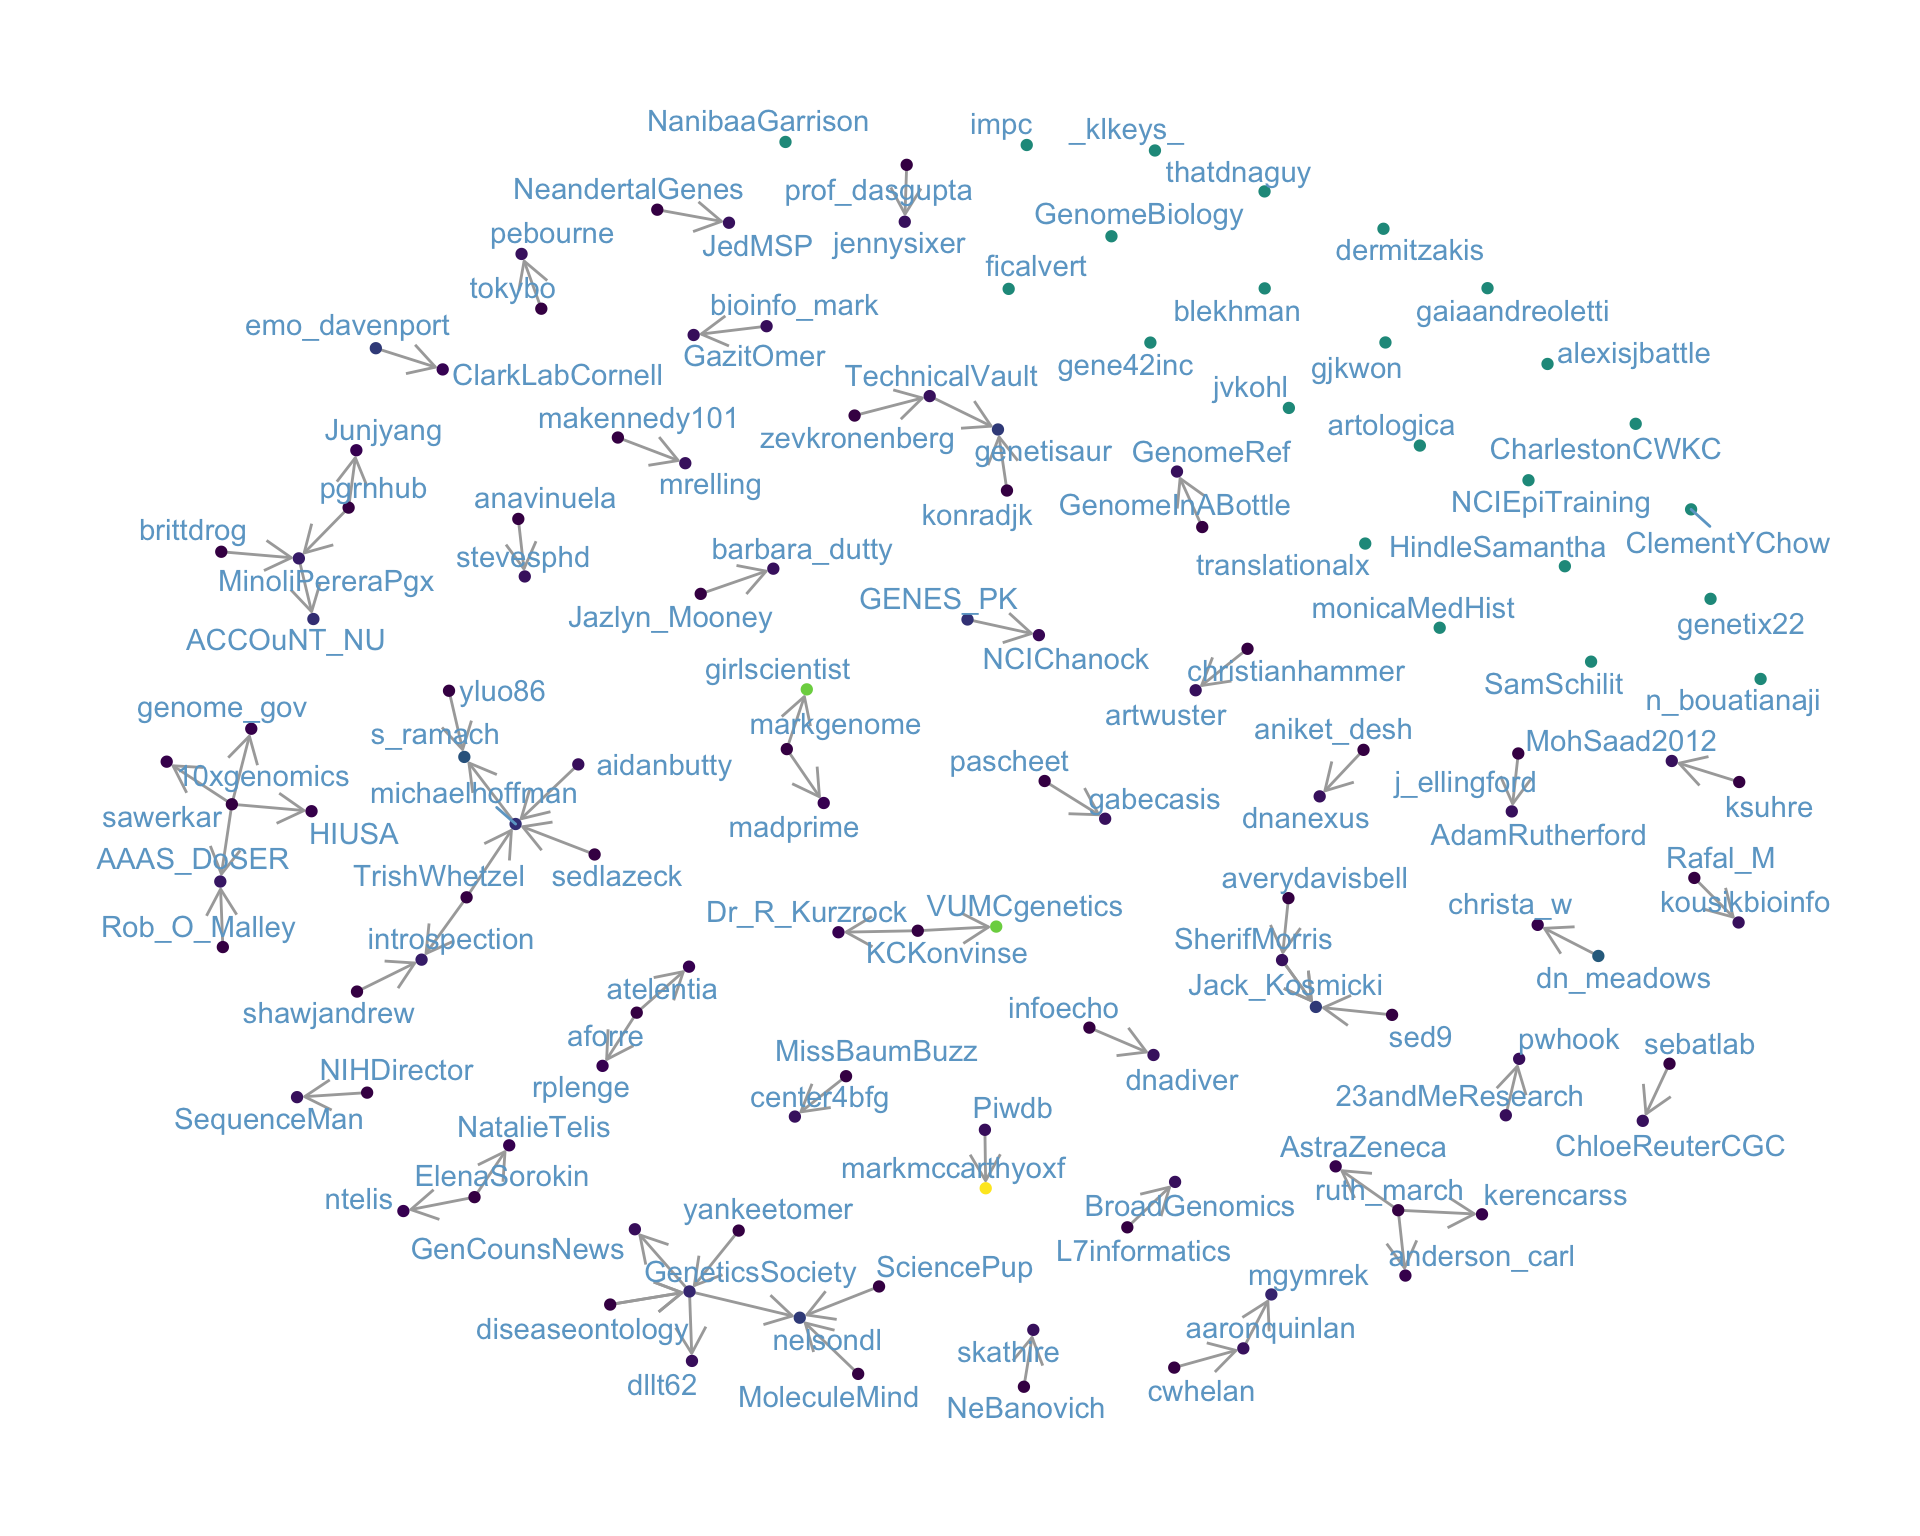 NanibaaGarrison
impc
_klkeys_
thatdnaguy
NeandertalGenes
prof_dasgupta
GenomeBiology
pebourne
JedMSP
jennysixer
dermitzakis
ficalvert
tokybo
bioinfo_mark
blekhman
gaiaandreoletti
emo_davenport
GazitOmer
gene42inc
gjkwon
alexisjbattle
ClarkLabCornell
TechnicalVault
jvkohl
makennedy101
artologica
Junjyang
zevkronenberg
genetisaur
GenomeRef
CharlestonCWKC
pgrnhub
mrelling
anavinuela
konradjk
GenomeInABottle
NCIEpiTraining
brittdrog
stevesphd
barbara_dutty
HindleSamantha
ClementYChow
translationalx
MinoliPereraPgx
GENES_PK
Jazlyn_Mooney
monicaMedHist
genetix22
ACCOuNT_NU
NCIChanock
girlscientist
christianhammer
yluo86
SamSchilit
n_bouatianaji
genome_gov
s_ramach
markgenome
artwuster
aniket_desh
MohSaad2012
10xgenomics
aidanbutty
pascheet
j_ellingford
michaelhoffman
gabecasis
ksuhre
sawerkar
HIUSA
madprime
dnanexus
AdamRutherford
AAAS_DoSER
TrishWhetzel
sedlazeck
averydavisbell
Rafal_M
Dr_R_Kurzrock
VUMCgenetics
christa_w
kousikbioinfo
Rob_O_Malley
introspection
KCKonvinse
SherifMorris
atelentia
Jack_Kosmicki
dn_meadows
shawjandrew
infoecho
aforre
sed9
pwhook
sebatlab
MissBaumBuzz
NIHDirector
rplenge
center4bfg
dnadiver
23andMeResearch
SequenceMan
Piwdb
NatalieTelis
AstraZeneca
ChloeReuterCGC
markmccarthyoxf
ElenaSorokin
ntelis
ruth_march
kerencarss
yankeetomer
BroadGenomics
GenCounsNews
L7informatics
anderson_carl
GeneticsSociety
SciencePup
mgymrek
diseaseontology
nelsondl
aaronquinlan
skathire
dllt62
MoleculeMind
cwhelan
NeBanovich